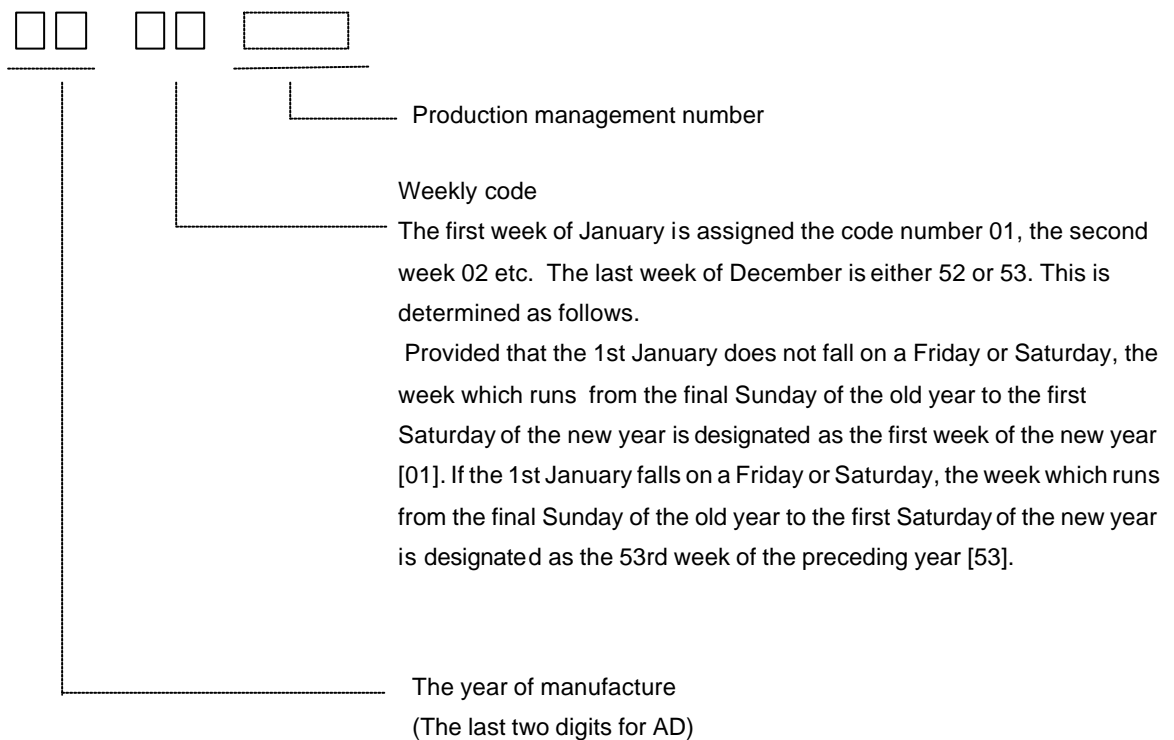 Production management number
Weekly code
The first week of January is assigned the code number 01, the second
week 02 etc. The last week of December is either 52 or 53. This is
determined as follows.
Provided that the 1st January does not fall on a Friday or Saturday, the
week which runs from the final Sunday of the old year to the first
Saturday of the new year is designated as the first week of the new year
[01]. If the 1st January falls on a Friday or Saturday, the week which runs
from the final Sunday of the old year to the first Saturday of the new year
is designated as the 53rd week of the preceding year [53].
The year of manufacture
(The last two digits for AD)